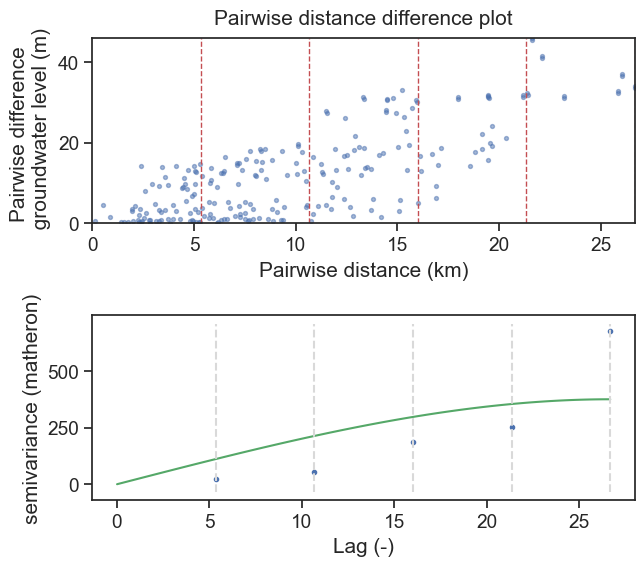 Pairwise distance difference plot
Pairwise difference
groundwater level (m)
40
20
0
0 5 10 15 20 25
Pairwise distance (km)
semivariance (matheron)
500
250
0
0 5 10 15 20 25
Lag (-)